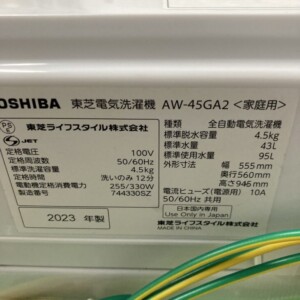 TOSHIBA 東芝電気洗濯機 AW-45GA2 <家庭用>
PS E
S JET
東芝ライフスタイル株式会社
定格電圧 100V
定格周波数 50/60Hz
標準洗濯容量 4.5kg
定格時間 洗いのみ 12分
電動機定格消費電力 255/330W
製造番号 744330SZ
2023 年製
種類 全自動電気洗濯機
標準脱水容量 4.5kg
標準水量 43L
標準使用水量 95L
外形寸法 幅 555mm
奥行560mm
高さ946mm
電流ヒューズ(電源用) 10A
50/60Hz 共用
日本国内専用
Use Only in Japan
東芝ライフスタイル株式会社
MADE IN CHINA